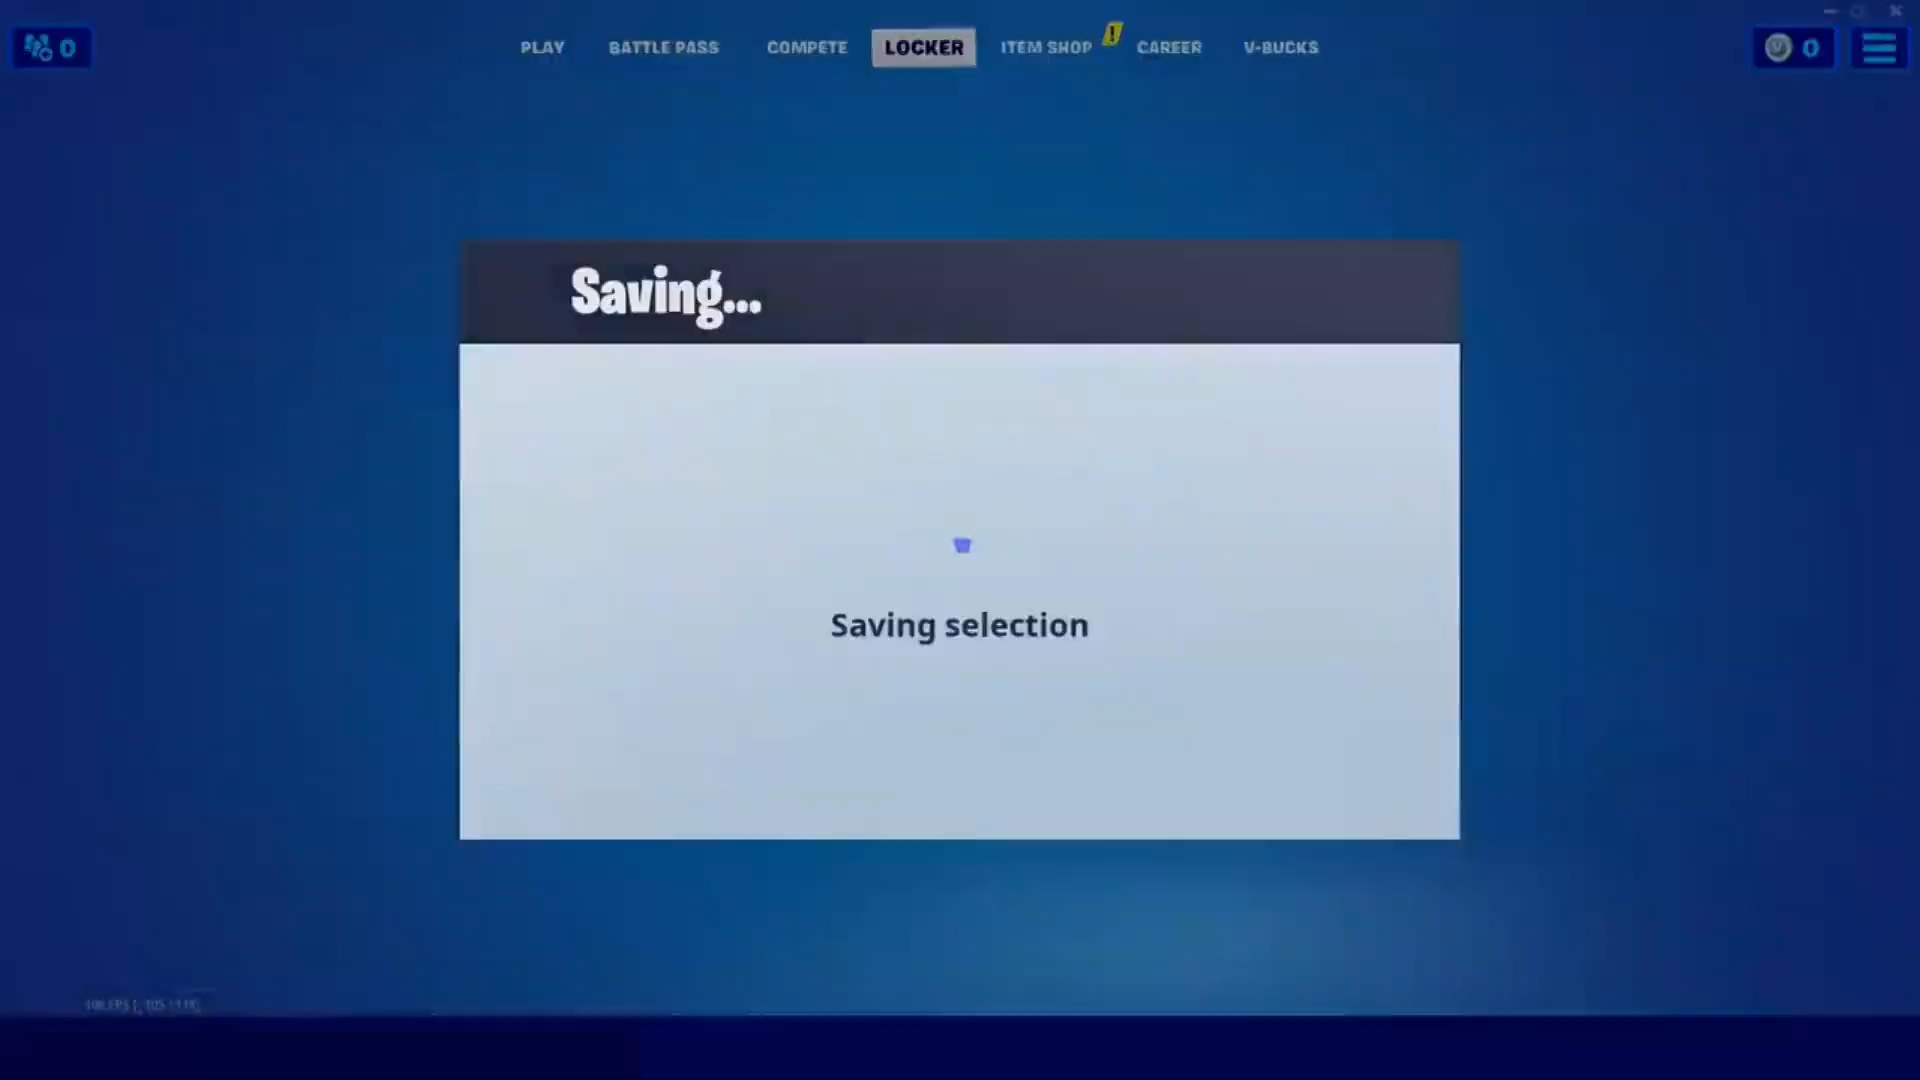 0
PLAY
BATTLE PASS
COMPETE
LOCKER
ITEM SHOP
!
CAREER
V-BUCKS
V 0
Saving...
Saving selection